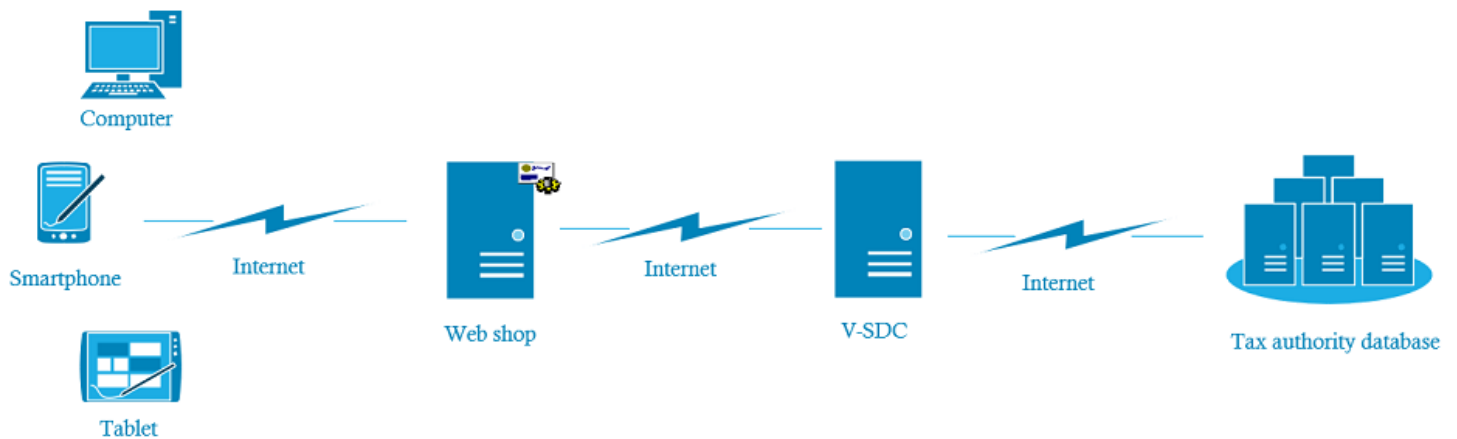 Computer
Smartphone
Tablet
Internet
Web shop
Internet
V-SDC
Internet
Tax authority database